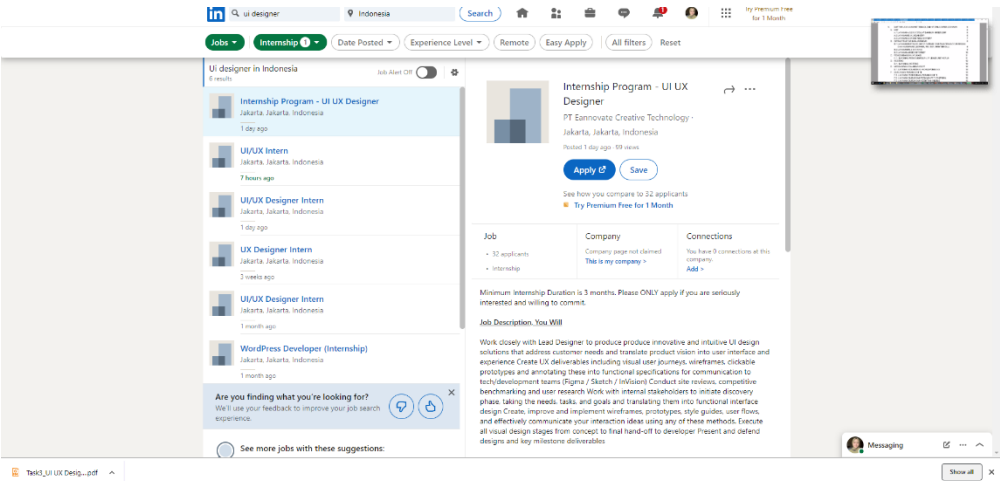 in
ui designer
Indonesia
Search
Try Premium Free
for 1 Month
Jobs
Internship 1
Date Posted
Experience Level
Remote
Easy Apply
All filters
Reset
Ui designer in Indonesia
6 results
Job Alert Off
Internship Program - UI UX Designer
Jakarta, Jakarta, Indonesia
1 day ago
UI/UX Intern
Jakarta, Jakarta, Indonesia
7 hours ago
UI/UX Designer Intern
Jakarta, Jakarta, Indonesia
1 day ago
UX Designer Intern
Jakarta, Jakarta, Indonesia
3 weeks ago
UI/UX Designer Intern
Jakarta, Jakarta, Indonesia
1 month ago
WordPress Developer (Internship)
Jakarta, Jakarta, Indonesia
1 month ago
Are you finding what you're looking for?
We'll use your feedback to improve your job search
experience.
See more jobs with these suggestions:
Internship Program - UI UX
Designer
PT Eannovate Creative Technology ·
Jakarta, Jakarta, Indonesia
Posted 1 day ago · 99 views
Apply
Save
See how you compare to 32 applicants
Try Premium Free for 1 Month
Job
• 32 applicants
• Internship
Company
Company page not claimed
This is my company >
Connections
You have 0 connections at this
company.
Add >
Minimum Internship Duration is 3 months. Please ONLY apply if you are seriously
interested and willing to commit.
Job Description, You Will
Work closely with Lead Designer to produce produce innovative and intuitive UI design
solutions that address customer needs and translate product vision into user interface and
experience Create UX deliverables including visual user journeys, wireframes, clickable
prototypes and annotating these into functional specifications for communication to
tech/development teams (Figma / Sketch / InVision) Conduct site reviews, competitive
benchmarking and user research Work with internal stakeholders to initiate discovery
phase, taking the needs, tasks, and goals and translating them into functional interface
design Create, improve and implement wireframes, prototypes, style guides, user flows,
and effectively communicate your interaction ideas using any of these methods. Execute
all visual design stages from concept to final hand-off to developer Present and defend
designs and key milestone deliverables
Messaging
Task3_UI UX Desig....pdf
Show all